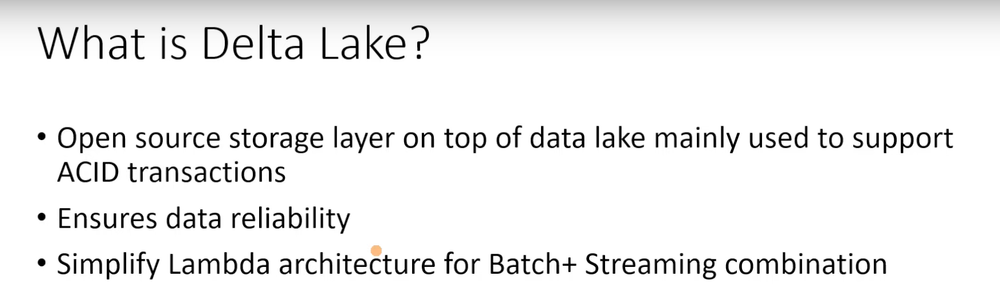 What is Delta Lake?
• Open source storage layer on top of data lake mainly used to support
ACID transactions
• Ensures data reliability
• Simplify Lambda architecture for Batch+ Streaming combination